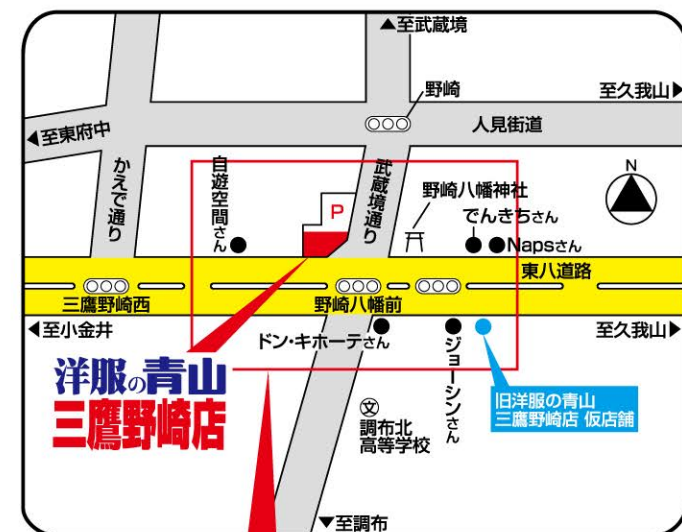 ▲至武蔵境
野崎
至久我山▶
人見街道
◀至東府中
かえで通り
自遊空間さん
P
武蔵境通り
野崎八幡神社
でんきちさん
Napsさん
N
東八道路
三鷹野崎西
野崎八幡前
◀至小金井
至久我山▶
ドン・キホーテさん
ジョーシンさん
洋服の青山
三鷹野崎店
旧洋服の青山
三鷹野崎店 仮店舗
文
調布北
高等学校
▼至調布